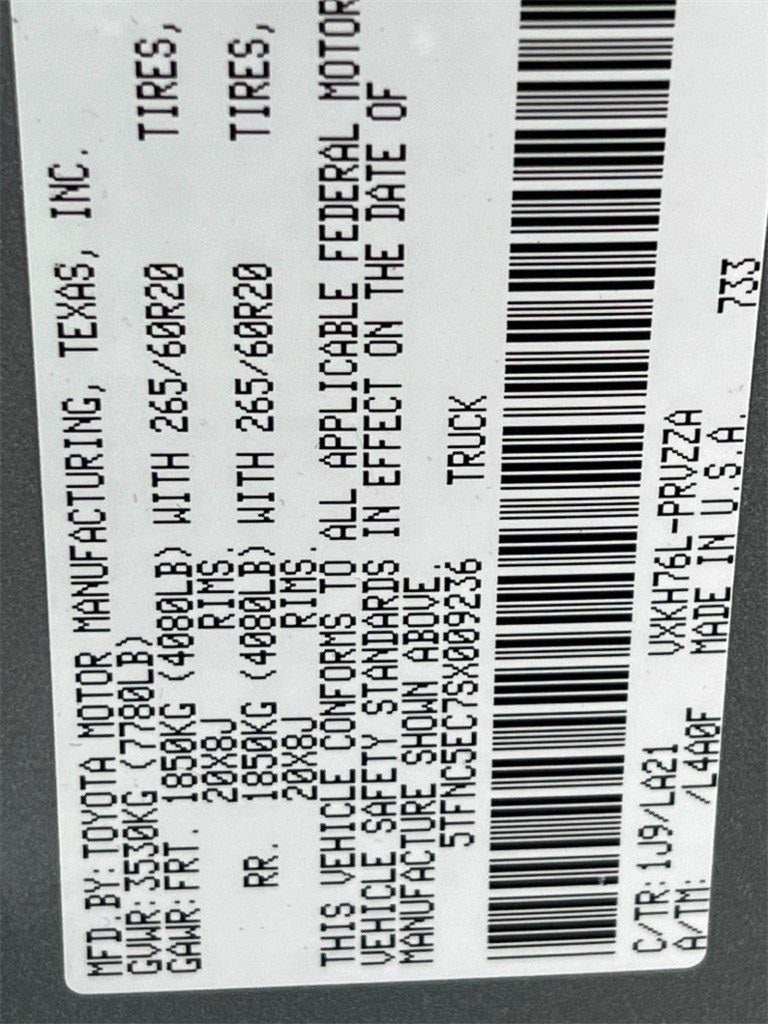 MFD.BY: TOYOTA MOTOR MANUFACTURING, TEXAS, INC.
GVWR: 3530KG (7780LB)
GAWR: FRT. 1850KG (4080LB) WITH 265/60R20 TIRES,
20X8J RIMS.
RR. 1850KG (4080LB) WITH 265/60R20 TIRES,
20X8J RIMS.
THIS VEHICLE CONFORMS TO ALL APPLICABLE FEDERAL MOTOR
VEHICLE SAFETY STANDARDS IN EFFECT ON THE DATE OF
MANUFACTURE SHOWN ABOVE.
5TFNC5EC7SX009236 TRUCK
C/TR: 1J9/LA21 VXKH76L-PRVZZA 733
A/TM: /L4A0F MADE IN U.S.A.